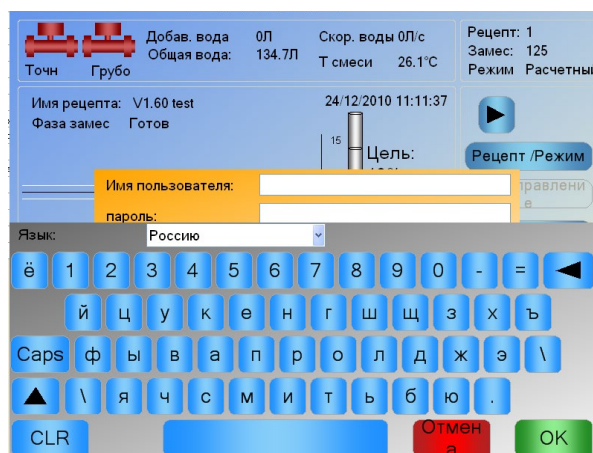 Точн Грубо
Добав. вода 0Л
Общая вода: 134.7Л
Скор. воды 0Л/с
Т смеси 26.1°C
Рецепт: 1
Замес: 125
Режим Расчетны
Имя рецепта: V1.60 test
Фаза замес Готов
24/12/2010 11:11:37
15
Цель:
Рецепт /Режим
Имя пользователя:
пароль:
Язык: Россию
ё 1 2 3 4 5 6 7 8 9 0 - =
й ц у к е н г ш щ з х ъ
Caps ф ы в а п р о л д ж э \
\ я ч с м и т ь б ю .
CLR
Отмена
OK